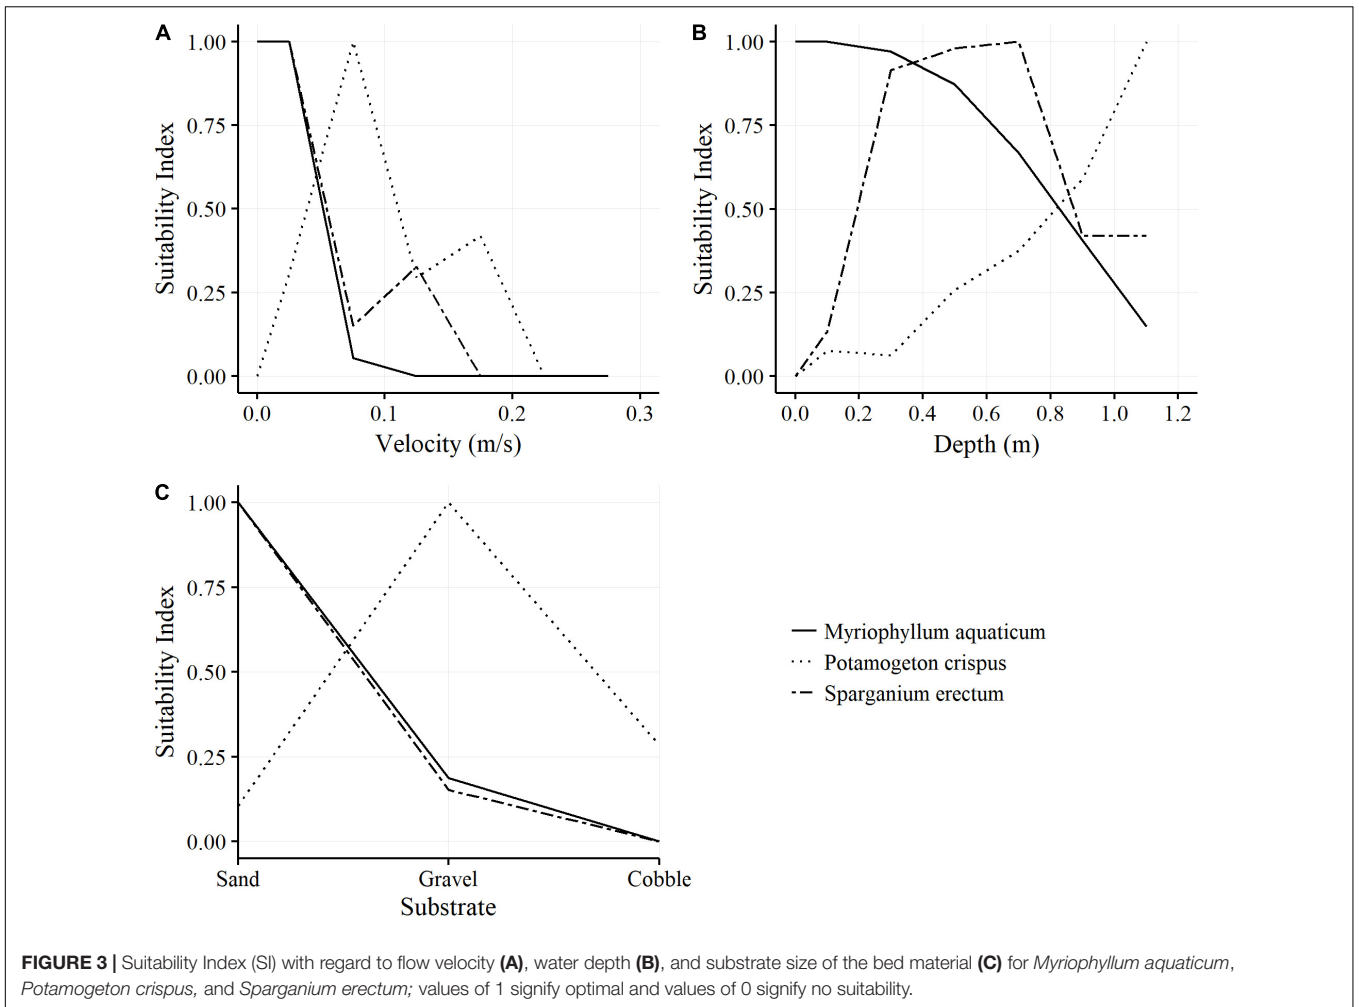 A
1.00
0.75
0.50
0.25
0.00
Suitability Index
0.0 0.1 0.2 0.3
Velocity (m/s)
B
1.00
0.75
0.50
0.25
0.00
Suitability Index
0.0 0.2 0.4 0.6 0.8 1.0 1.2
Depth (m)
C
1.00
0.75
0.50
0.25
0.00
Suitability Index
Sand Gravel Cobble
Substrate
Myriophyllum aquaticum
Potamogeton crispus
Sparganium erectum
FIGURE 3 | Suitability Index (SI) with regard to flow velocity (A), water depth (B), and substrate size of the bed material (C) for Myriophyllum aquaticum,
Potamogeton crispus, and Sparganium erectum; values of 1 signify optimal and values of 0 signify no suitability.